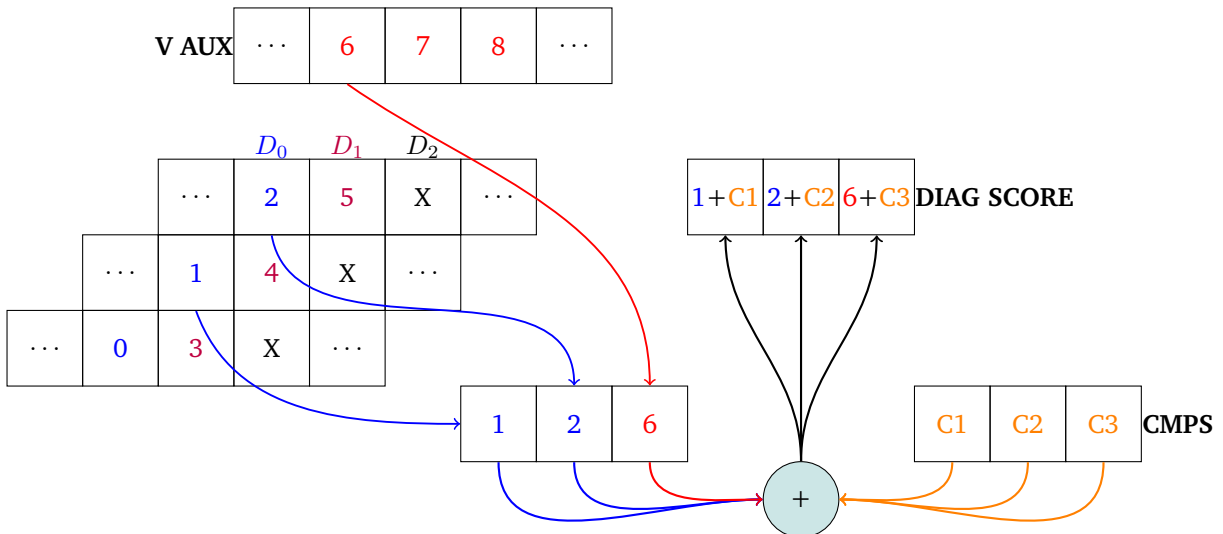 V AUX ··· 6 7 8 ···
D₀ D₁ D₂
··· 2 5 X ···
1+C1 2+C2 6+C3 DIAG SCORE
··· 1 4 X ···
··· 0 3 X ···
1 2 6
C1 C2 C3 CMPS
+